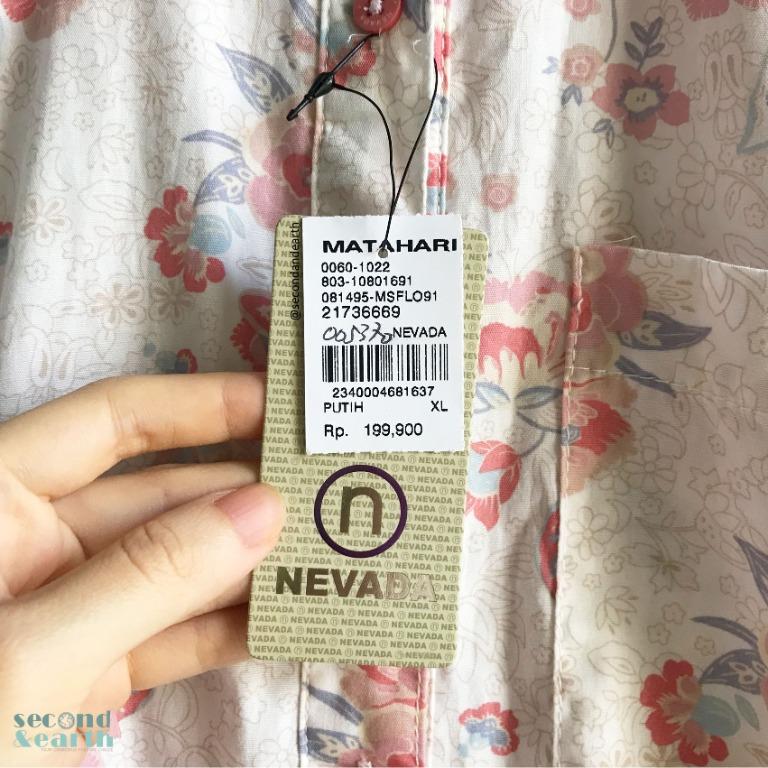 @secondandearth
MATAHARI
0060-1022
803-10801691
081495-MSFLO91
21736669
NEVADA
2340004681637
PUTIH XL
Rp. 199,900
n
NEVADA
second
&earth